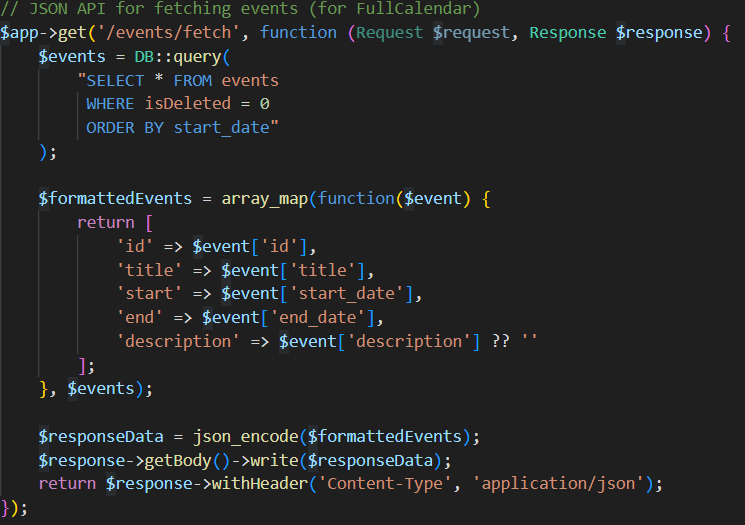 // JSON API for fetching events (for FullCalendar)
$app->get('/events/fetch', function (Request $request, Response $response) {
    $events = DB::query(
        "SELECT * FROM events
         WHERE isDeleted = 0
         ORDER BY start_date"
    );

    $formattedEvents = array_map(function($event) {
        return [
            'id' => $event['id'],
            'title' => $event['title'],
            'start' => $event['start_date'],
            'end' => $event['end_date'],
            'description' => $event['description'] ?? ''
        ];
    }, $events);

    $responseData = json_encode($formattedEvents);
    $response->getBody()->write($responseData);
    return $response->withHeader('Content-Type', 'application/json');
});